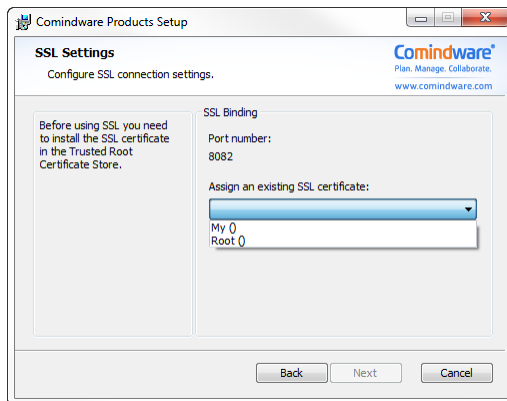 Comindware Products Setup
SSL Settings
Configure SSL connection settings.
Comindware®
Plan. Manage. Collaborate.
www.comindware.com
Before using SSL you need
to install the SSL certificate
in the Trusted Root
Certificate Store.
SSL Binding
Port number:
8082
Assign an existing SSL certificate:
My ()
Root ()
Back
Next
Cancel